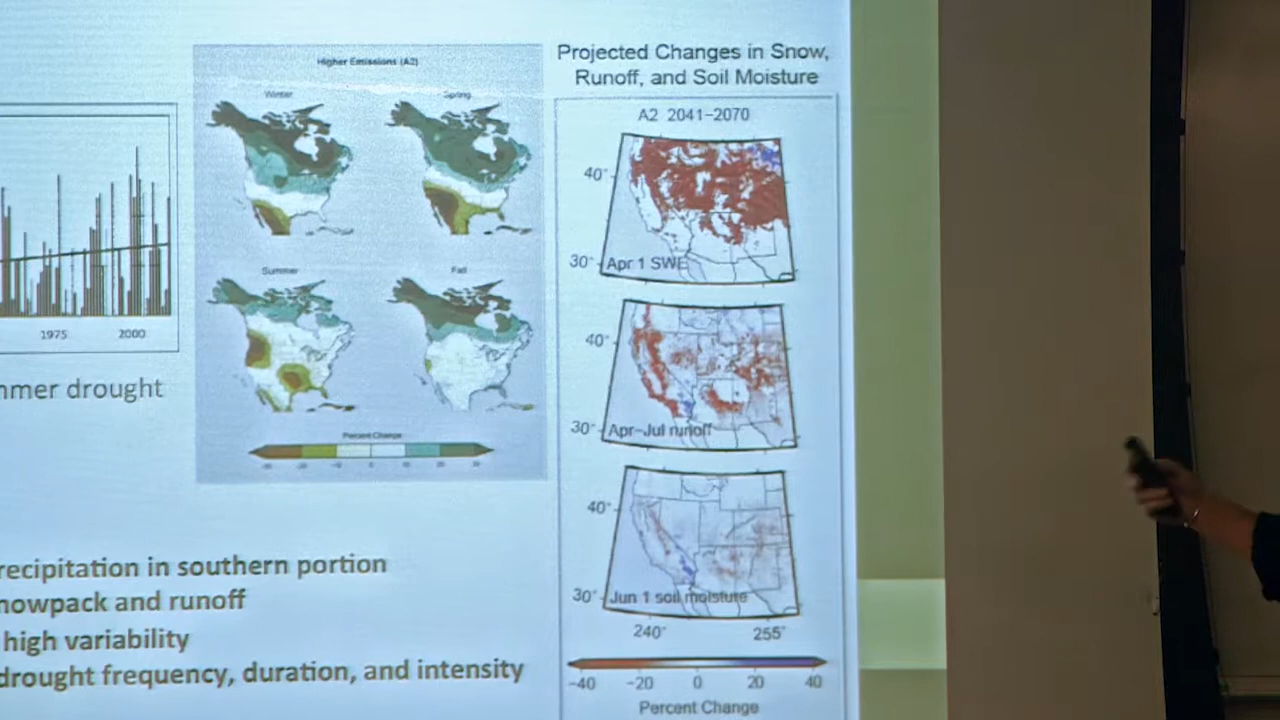 1975 2000
mmer drought
Higher Emissions (A2)
Winter Spring
Summer Fall
Percent Change
recipitation in southern portion
nowpack and runoff
high variability
drought frequency, duration, and intensity
Projected Changes in Snow,
Runoff, and Soil Moisture
A2 2041–2070
40°
30°
Apr 1 SWE
40°
30°
Apr–Jul runoff
40°
30°
Jun 1 soil moisture
240° 255°
−40 −20 0 20 40
Percent Change